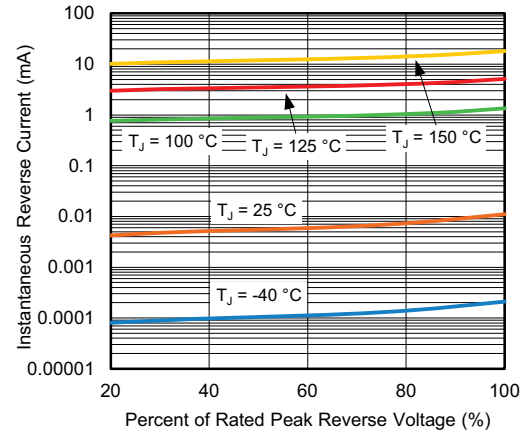 Instantaneous Reverse Current (mA)
100
10
1
0.1
0.01
0.001
0.0001
0.00001
T_J = 100 °C
T_J = 125 °C
T_J = 150 °C
T_J = 25 °C
T_J = -40 °C
20
40
60
80
100
Percent of Rated Peak Reverse Voltage (%)